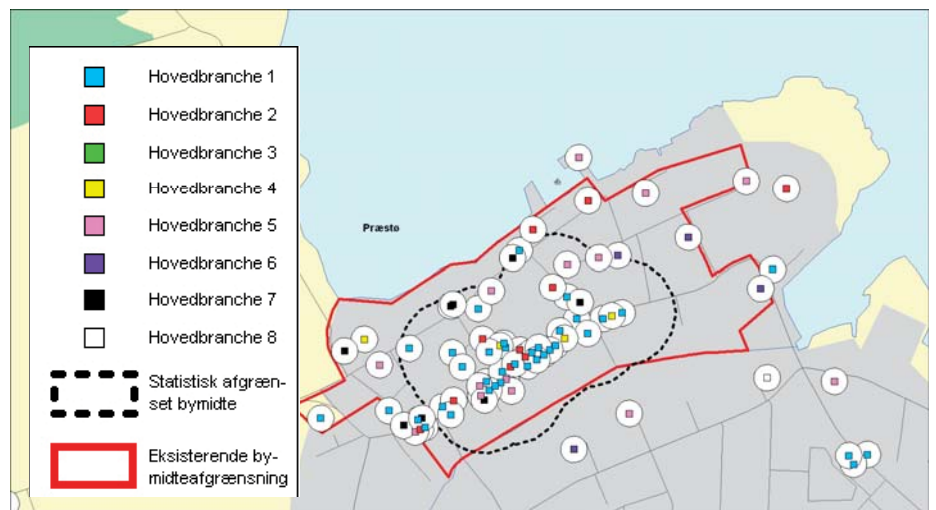 Hovedbranche 1
Hovedbranche 2
Hovedbranche 3
Hovedbranche 4
Hovedbranche 5
Hovedbranche 6
Hovedbranche 7
Hovedbranche 8
Statistisk afgræn-
set bymidte
Eksisterende by-
midteafgrænsning
Præstø